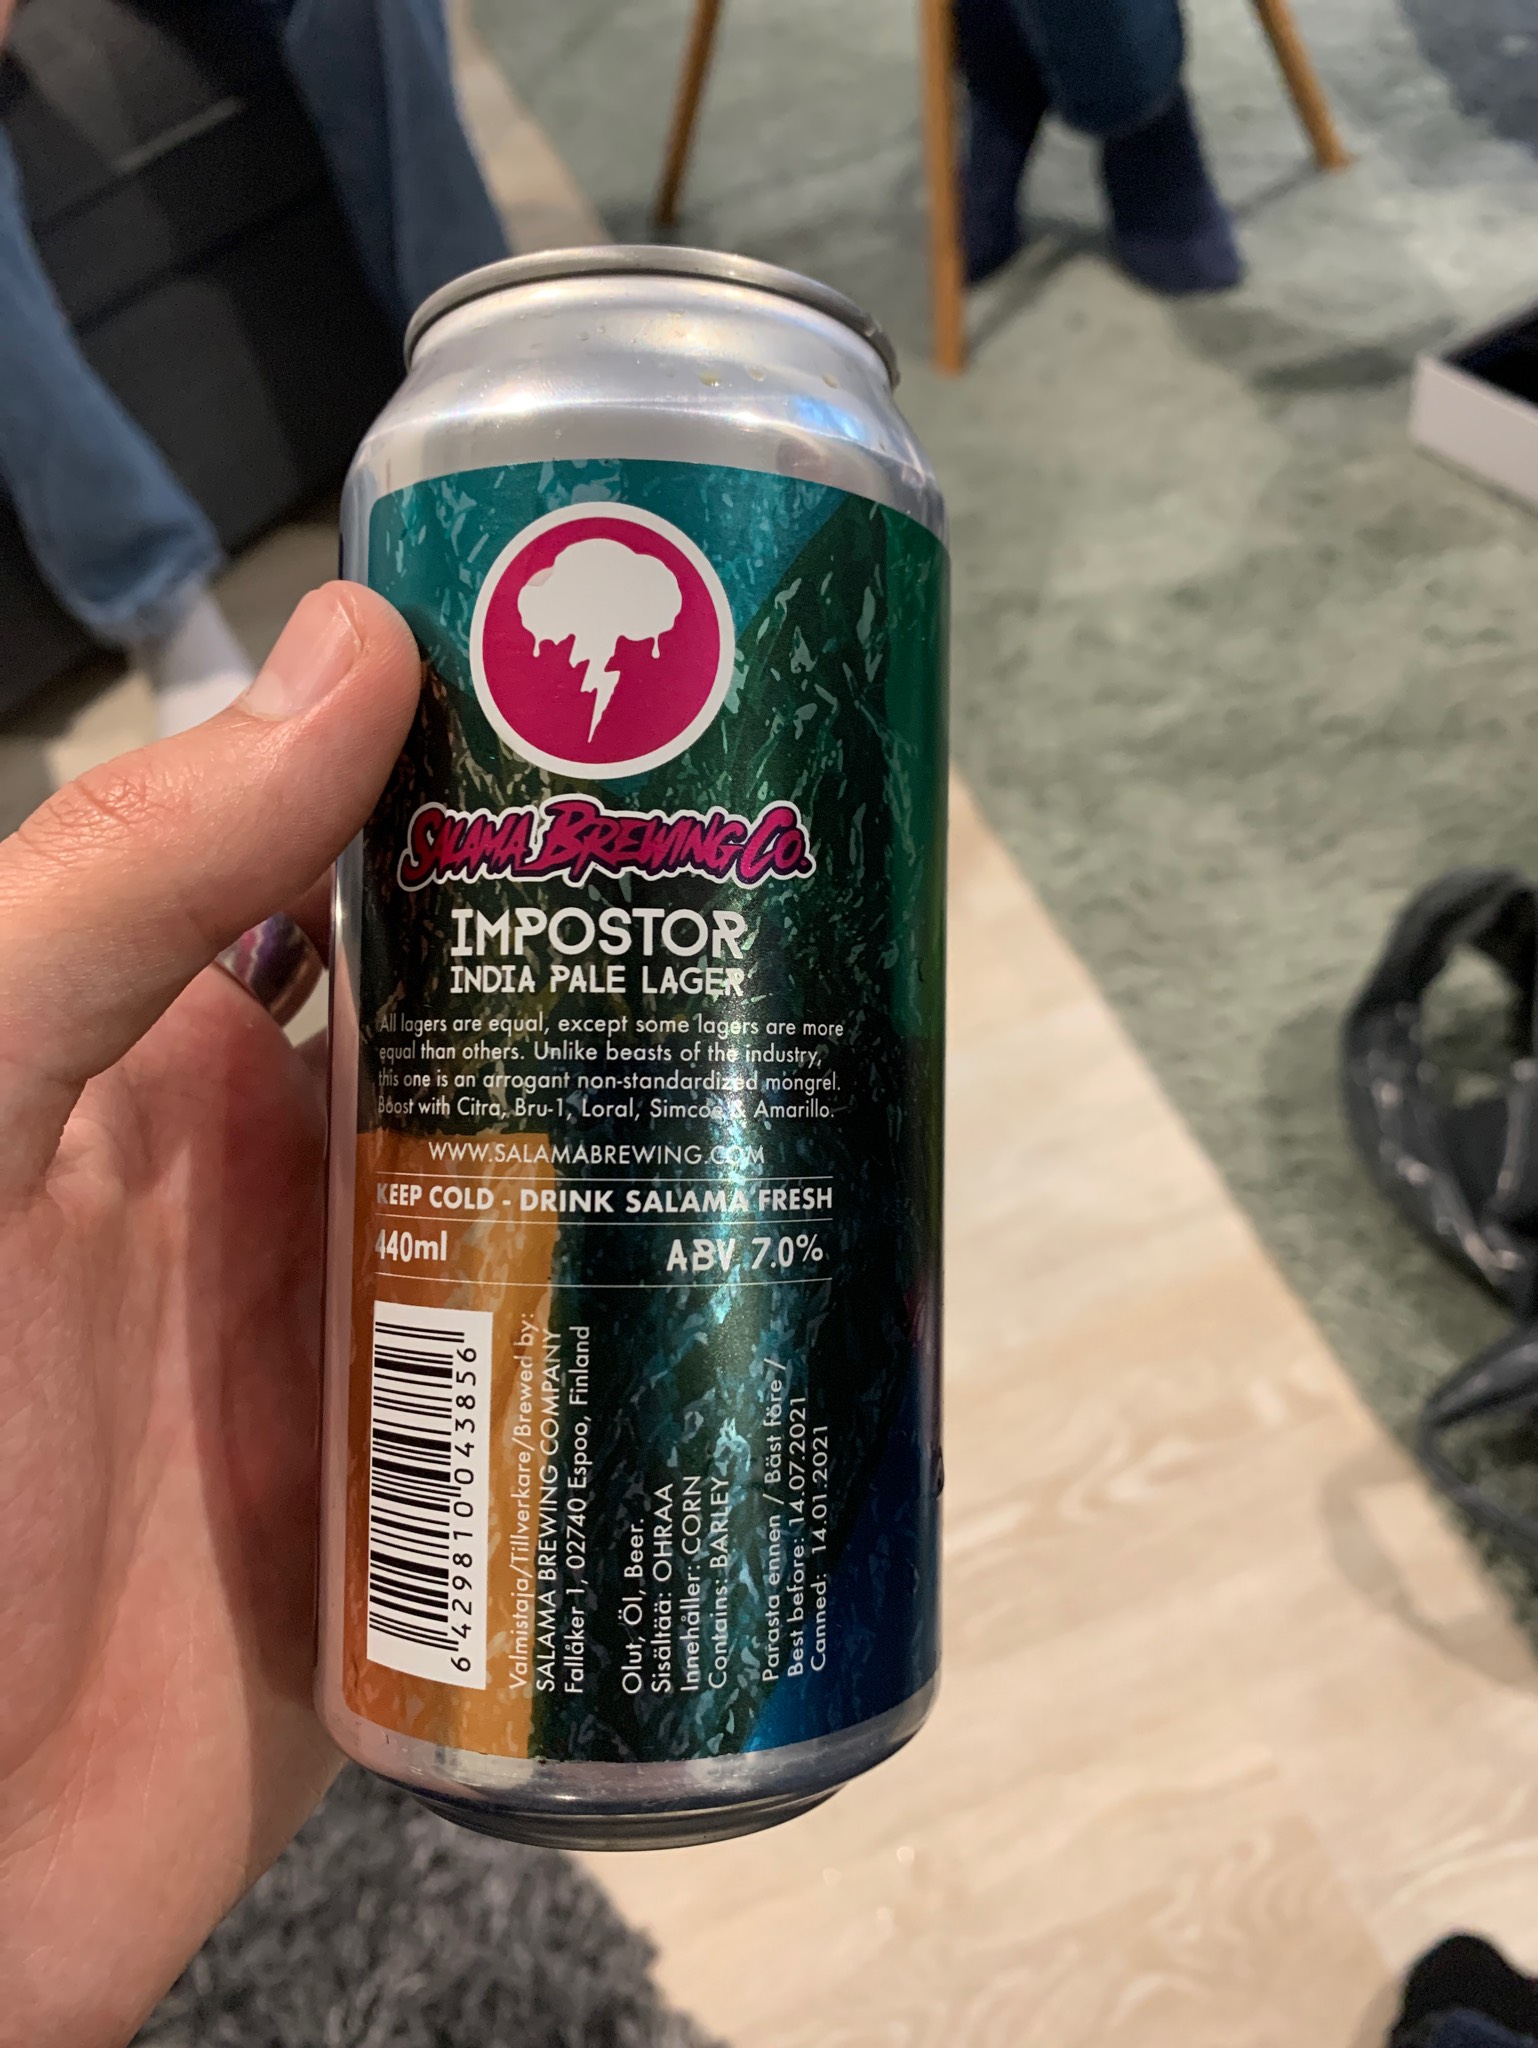 SALAMA BREWING CO.
IMPOSTOR
INDIA PALE LAGER
All lagers are equal, except some lagers are more
equal than others. Unlike beasts of the industry,
this one is an arrogant non-standardized mongrel.
Boost with Citra, Bru-1, Loral, Simcoe & Amarillo.
WWW.SALAMABREWING.COM
KEEP COLD - DRINK SALAMA FRESH
440ml ABV 7.0%
6 429810 043856
Valmistaja/Tillverkare/Brewed by:
SALAMA BREWING COMPANY
Fallåker 1, 02740 Espoo, Finland
Olut, Öl, Beer.
Sisältää: OHRAA
Innehåller: CORN
Contains: BARLEY
Parasta ennen / Bäst före /
Best before: 14.07.2021
Canned: 14.01.2021